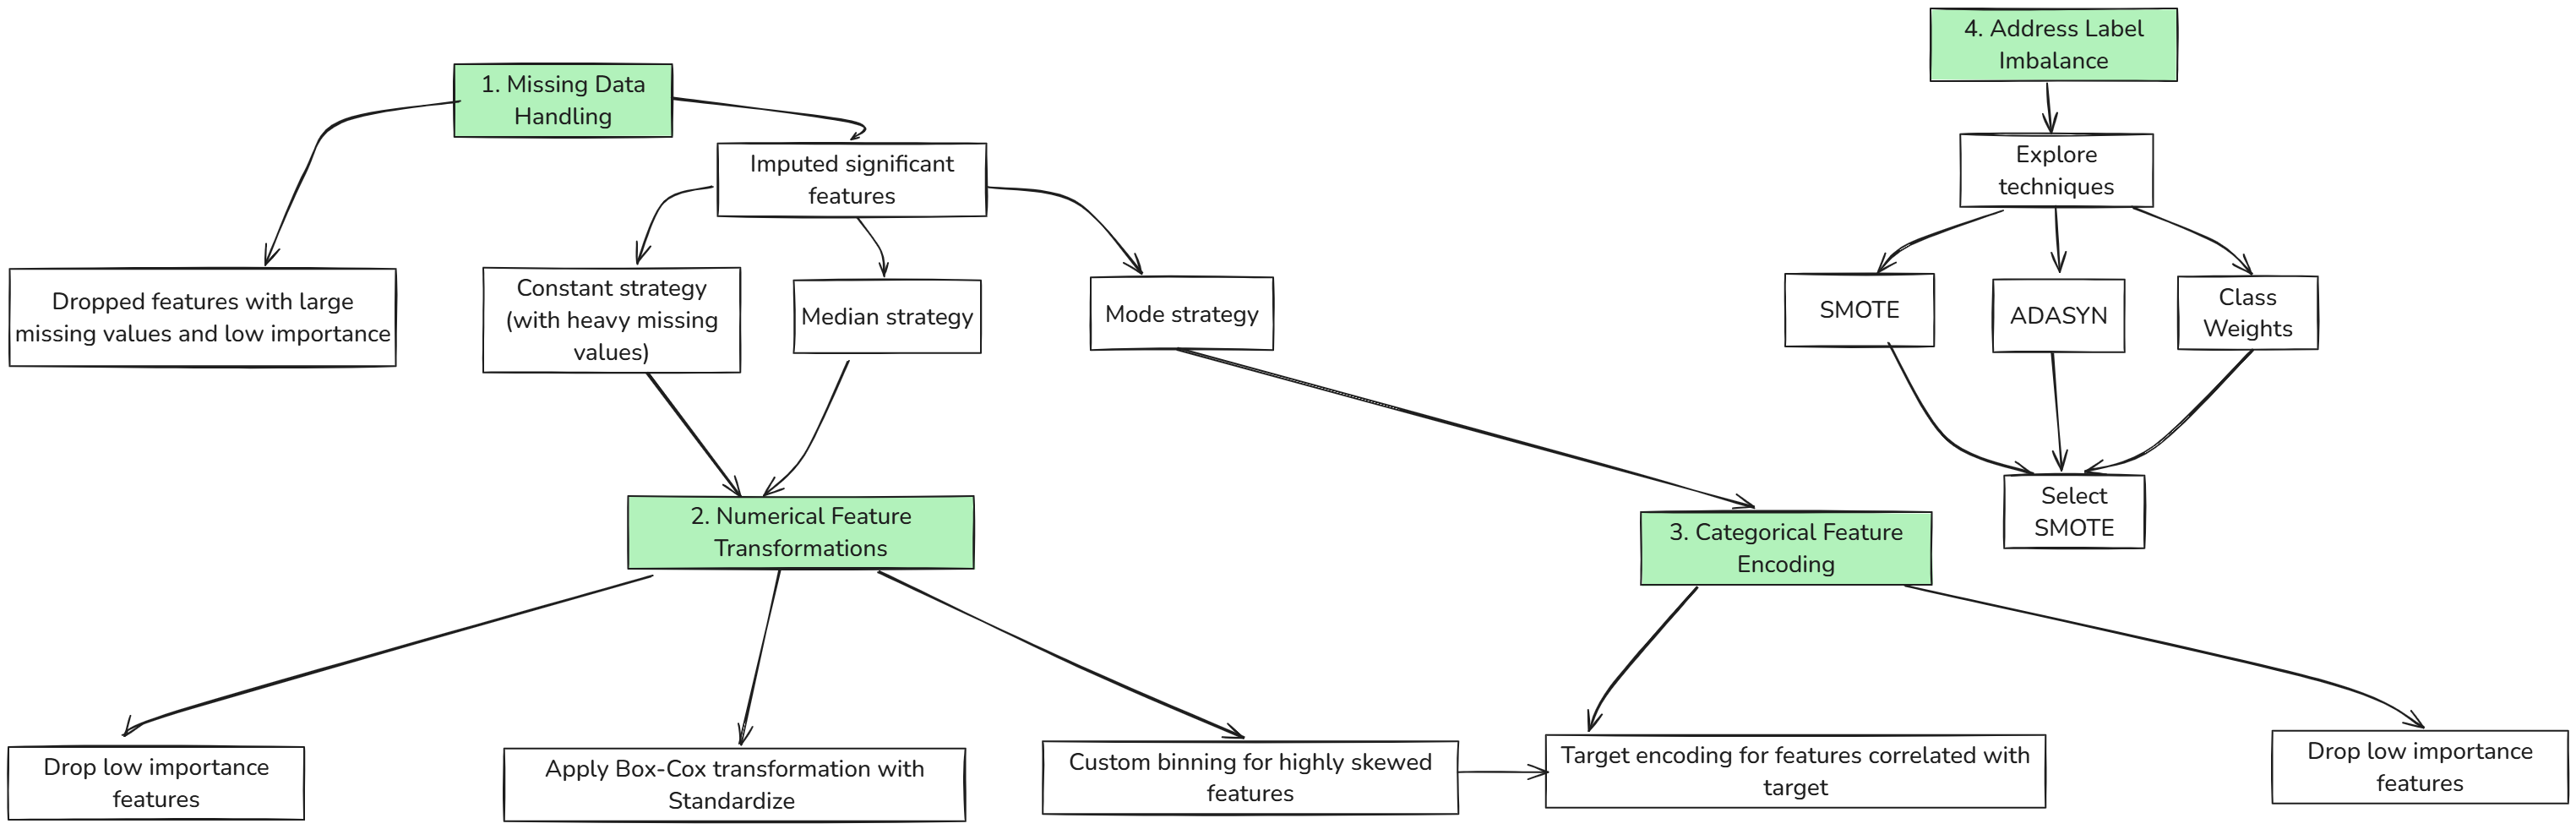 4. Address Label
Imbalance
1. Missing Data
Handling
Explore
techniques
Imputed significant
features
Dropped features with large
missing values and low importance
Constant strategy
(with heavy missing
values)
Median strategy
Mode strategy
SMOTE
ADASYN
Class
Weights
Select
SMOTE
2. Numerical Feature
Transformations
3. Categorical Feature
Encoding
Drop low importance
features
Apply Box-Cox transformation with
Standardize
Custom binning for highly skewed
features
Target encoding for features correlated with
target
Drop low importance
features